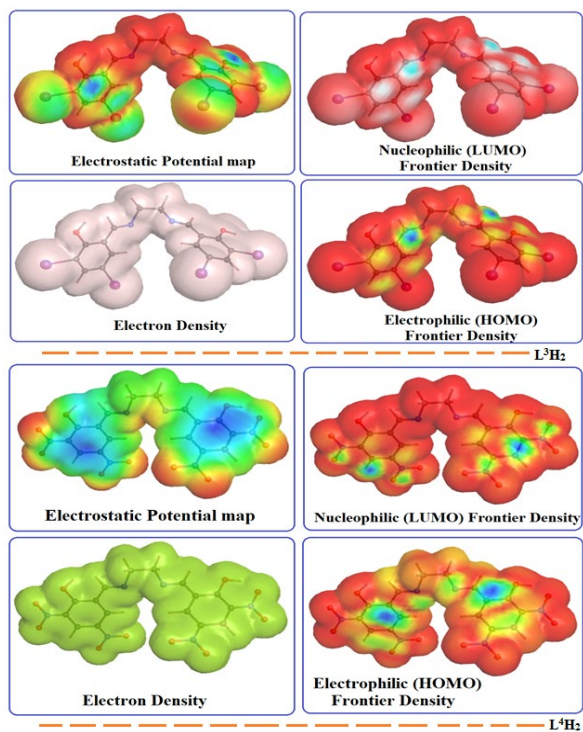 Electrostatic Potential map
Nucleophilic (LUMO)
Frontier Density
Electron Density
Electrophilic (HOMO)
Frontier Density
L³H₂
Electrostatic Potential map
Nucleophilic (LUMO) Frontier Density
Electron Density
Electrophilic (HOMO)
Frontier Density
L⁴H₂